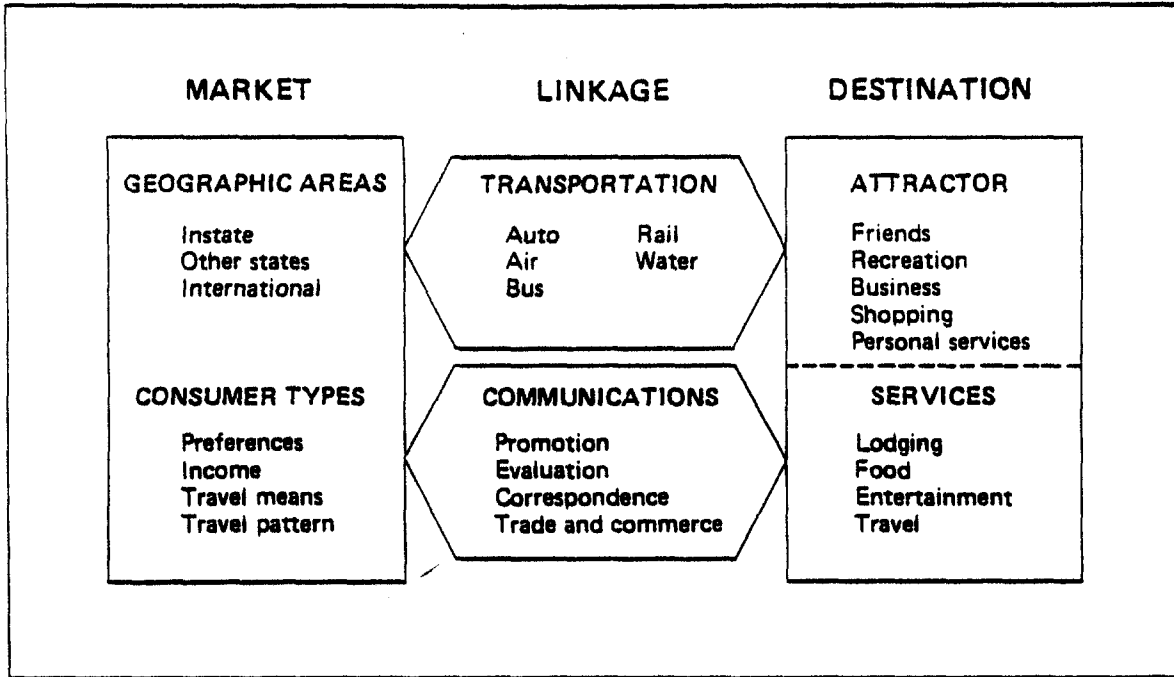 MARKET
LINKAGE
DESTINATION
GEOGRAPHIC AREAS
Instate
Other states
International
CONSUMER TYPES
Preferences
Income
Travel means
Travel pattern
TRANSPORTATION
Auto Rail
Air Water
Bus
COMMUNICATIONS
Promotion
Evaluation
Correspondence
Trade and commerce
ATTRACTOR
Friends
Recreation
Business
Shopping
Personal services
SERVICES
Lodging
Food
Entertainment
Travel